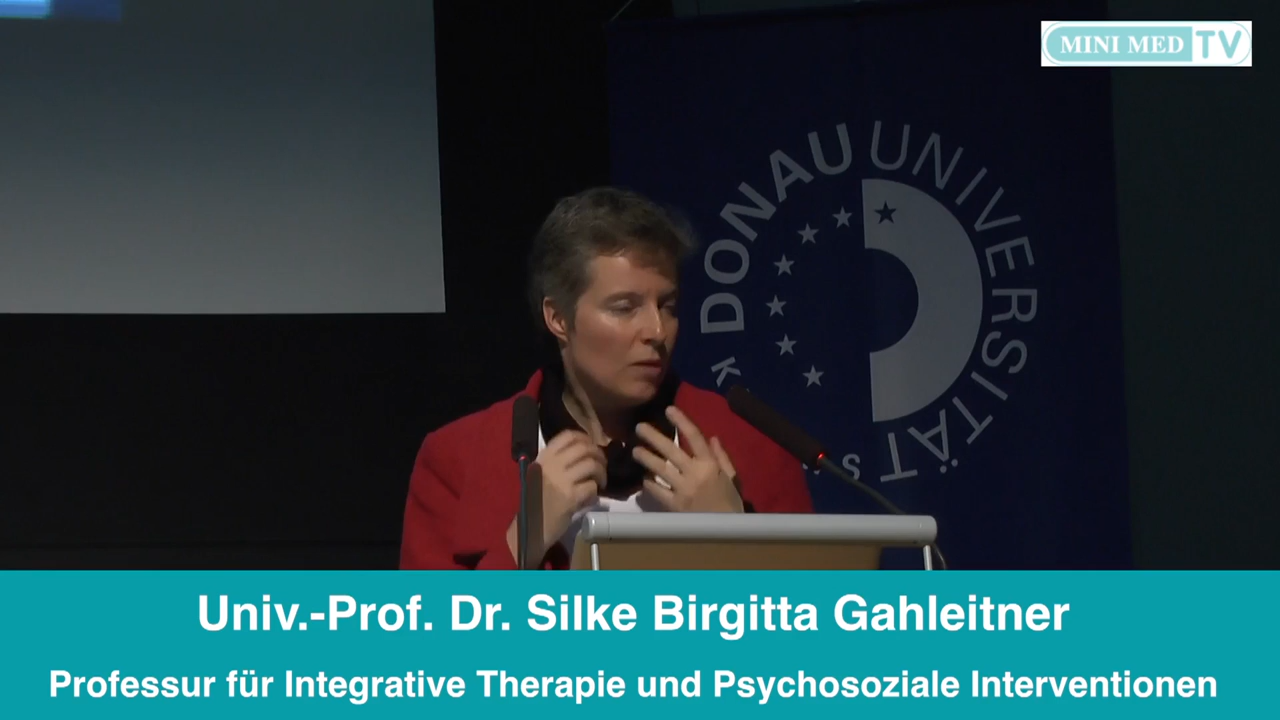 MINI MED TV
DONAU UNIVERSITÄT
Univ.-Prof. Dr. Silke Birgitta Gahleitner
Professur für Integrative Therapie und Psychosoziale Interventionen